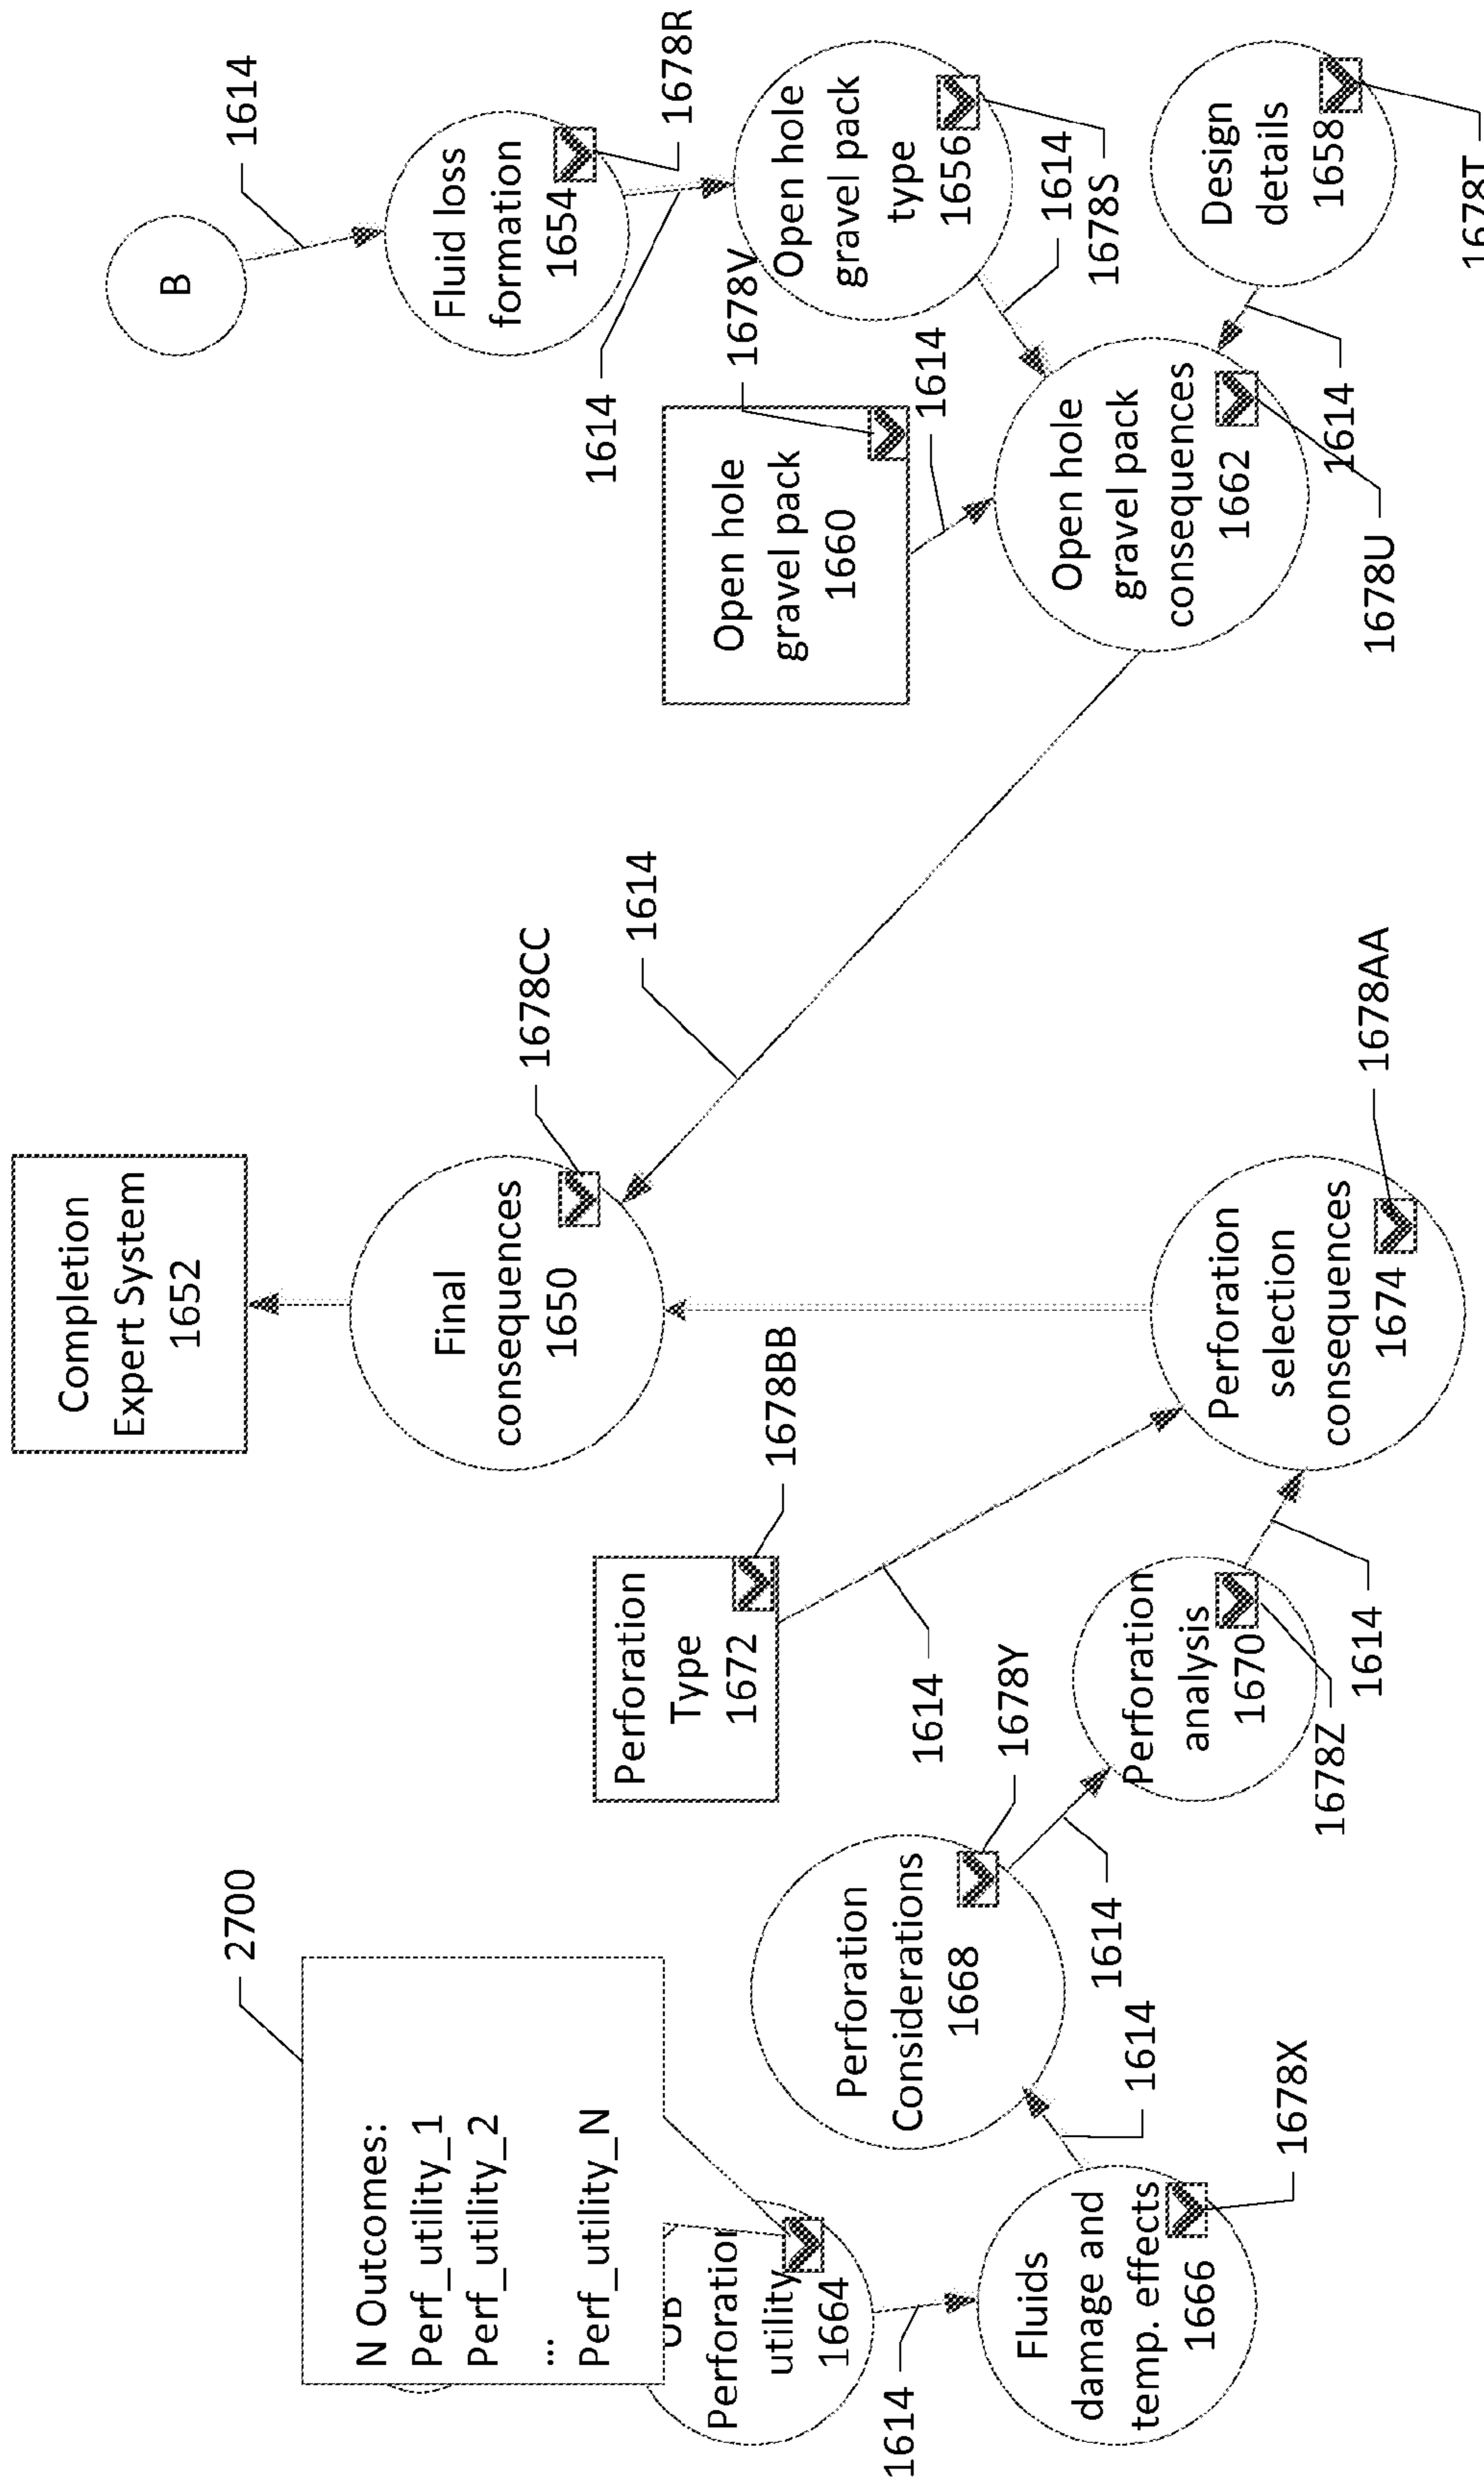 2700
N Outcomes:
Perf_utility_1
Perf_utility_2
...
Perf_utility_N
UB
Perforation
utility
1664
1614
Fluids
damage and
temp. effects
1666
1678X
1614
Perforation
Considerations
1668
1678Y
1614
Perforation
analysis
1670
1678Z
1614
Perforation
Type
1672
1678BB
1614
Perforation
selection
consequences
1674
1678AA
Completion
Expert System
1652
Final
consequences
1650
1678CC
1614
Open hole
gravel pack
1660
1678V
1614
Open hole
gravel pack
consequences
1662
1678U
1614
B
1614
Fluid loss
formation
1654
1678R
1614
Open hole
gravel pack
type
1656
1614
1678S
Design
details
1658
1678T